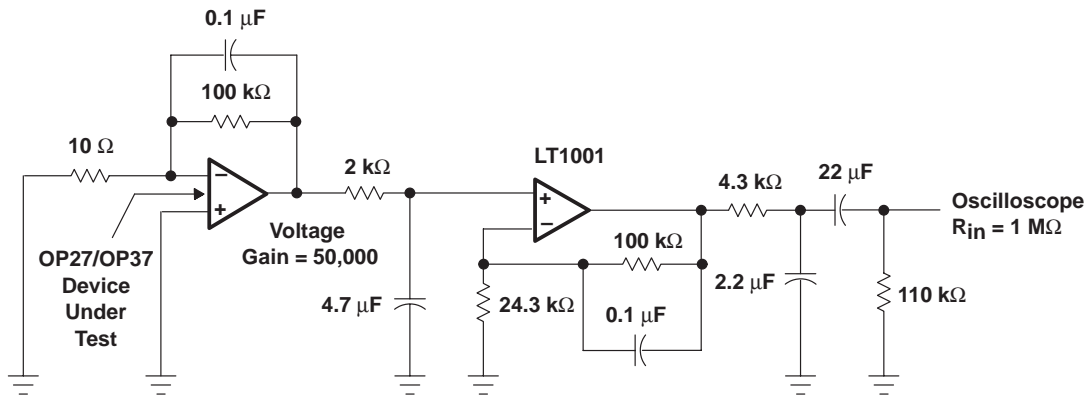 0.1 µF
100 kΩ
10 Ω
−
+
OP27/OP37
Device
Under
Test
Voltage
Gain = 50,000
2 kΩ
4.7 µF
LT1001
+
−
24.3 kΩ
100 kΩ
0.1 µF
4.3 kΩ
22 µF
2.2 µF
110 kΩ
Oscilloscope
Rin = 1 MΩ